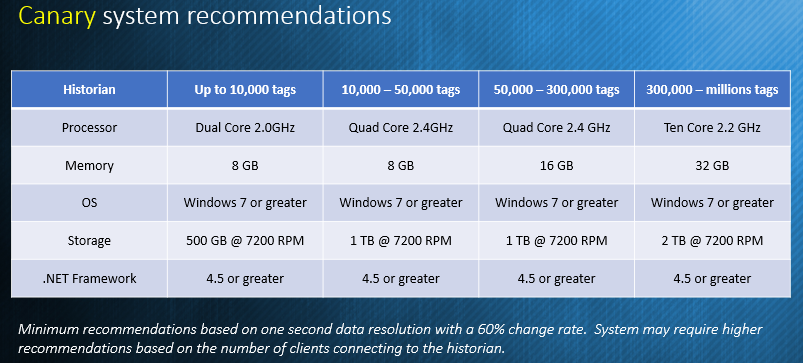 Canary system recommendations
Historian Up to 10,000 tags 10,000 – 50,000 tags 50,000 – 300,000 tags 300,000 – millions tags
Processor Dual Core 2.0GHz Quad Core 2.4GHz Quad Core 2.4 GHz Ten Core 2.2 GHz
Memory 8 GB 8 GB 16 GB 32 GB
OS Windows 7 or greater Windows 7 or greater Windows 7 or greater Windows 7 or greater
Storage 500 GB @ 7200 RPM 1 TB @ 7200 RPM 1 TB @ 7200 RPM 2 TB @ 7200 RPM
.NET Framework 4.5 or greater 4.5 or greater 4.5 or greater 4.5 or greater
Minimum recommendations based on one second data resolution with a 60% change rate. System may require higher
recommendations based on the number of clients connecting to the historian.